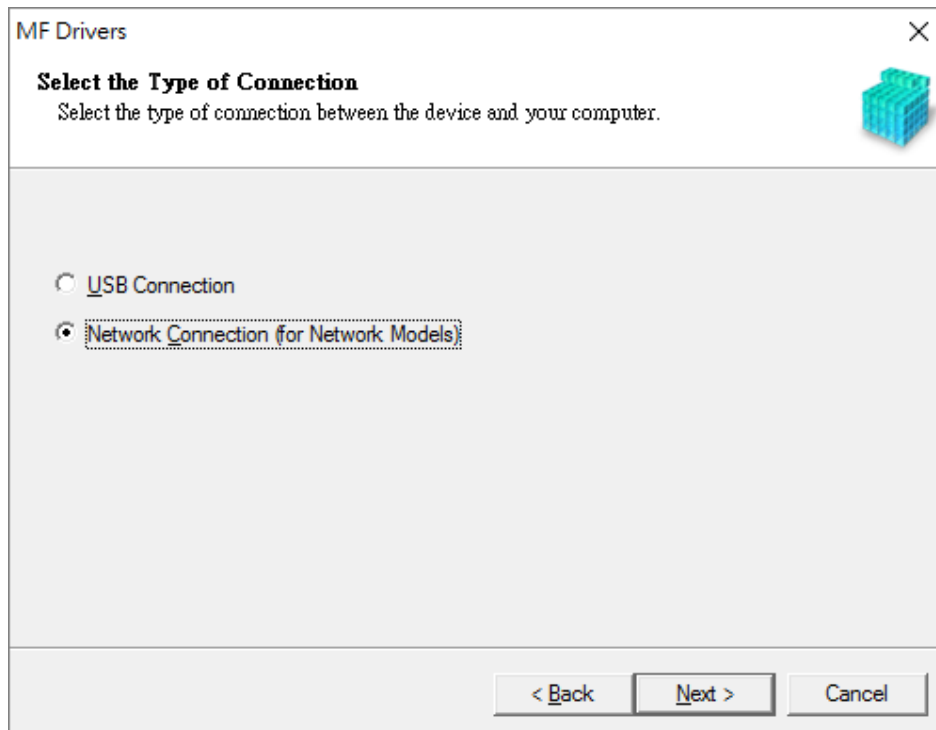 MF Drivers
Select the Type of Connection
Select the type of connection between the device and your computer.
USB Connection
Network Connection (for Network Models)
< Back
Next >
Cancel